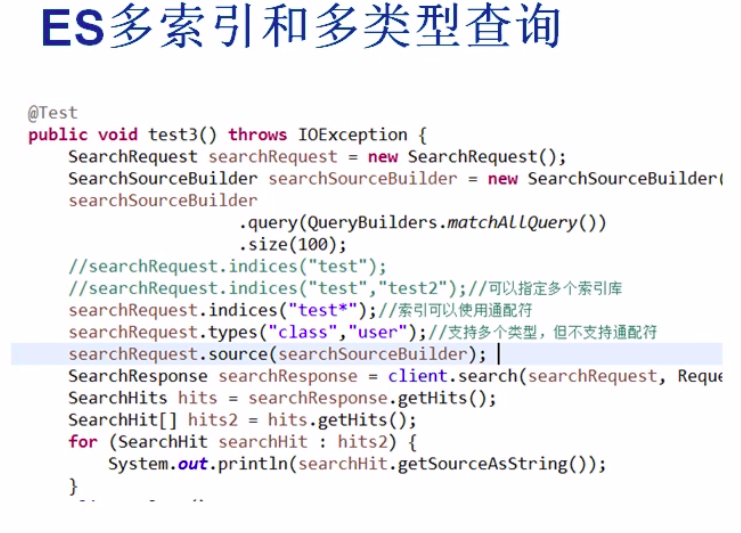 ES多索引和多类型查询
@Test
public void test3() throws IOException {
SearchRequest searchRequest = new SearchRequest();
SearchSourceBuilder searchSourceBuilder = new SearchSourceBuilder(
searchSourceBuilder
.query(QueryBuilders.matchAllQuery())
.size(100);
//searchRequest.indices("test");
//searchRequest.indices("test","test2");//可以指定多个索引库
searchRequest.indices("test*");//索引可以使用通配符
searchRequest.types("class","user");//支持多个类型，但不支持通配符
searchRequest.source(searchSourceBuilder);
SearchResponse searchResponse = client.search(searchRequest, Reque
SearchHits hits = searchResponse.getHits();
SearchHit[] hits2 = hits.getHits();
for (SearchHit searchHit : hits2) {
System.out.println(searchHit.getSourceAsString());
}